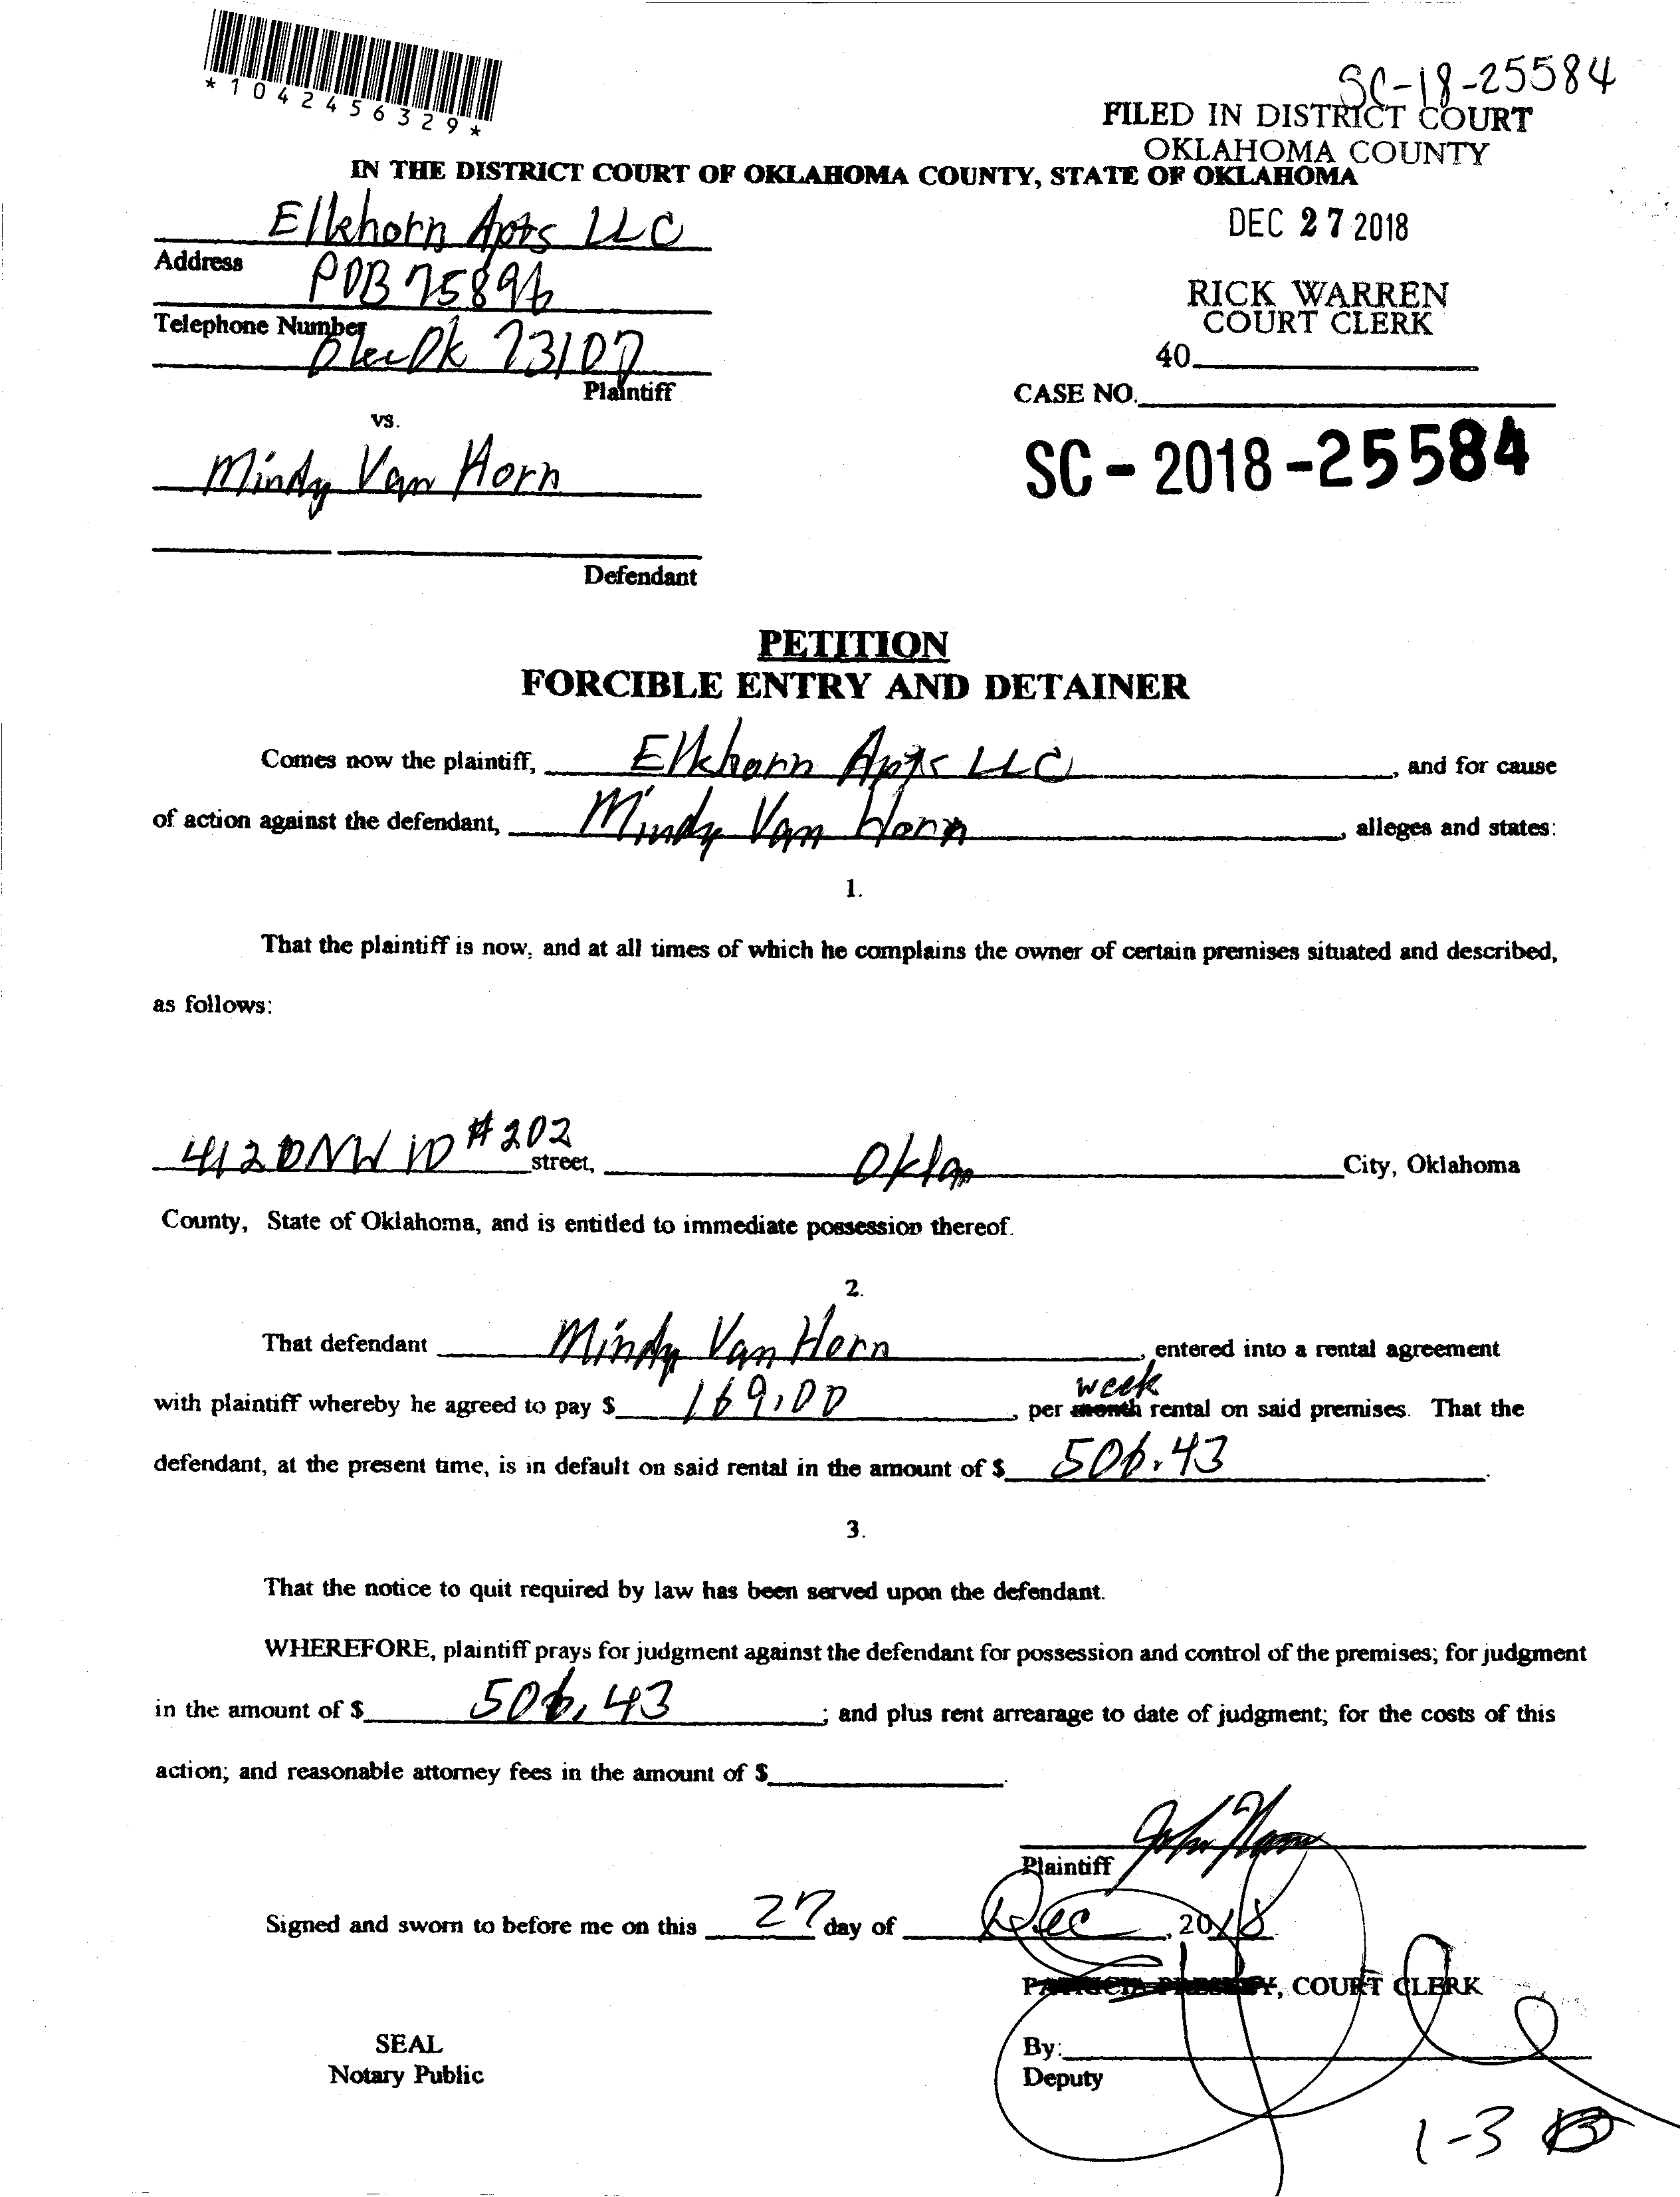 *1042456329*
SC-18-25584
FILED IN DISTRICT COURT
OKLAHOMA COUNTY
IN THE DISTRICT COURT OF OKLAHOMA COUNTY, STATE OF OKLAHOMA
Elkhorn Apts LLC
DEC 27 2018
Address
POB 75896
RICK WARREN
COURT CLERK
Telephone Number
Ok 73107
40
Plaintiff
CASE NO.
vs.
Mindy Van Horn
SC - 2018 - 25584
Defendant
PETITION
FORCIBLE ENTRY AND DETAINER
Comes now the plaintiff, Elkhorn Apts LLC, and for cause
of action against the defendant, Mindy Van Horn, alleges and states:
1.
That the plaintiff is now, and at all times of which he complains the owner of certain premises situated and described,
as follows:
4120 NW 10 #202 street, Okla City, Oklahoma
County, State of Oklahoma, and is entitled to immediate possession thereof.
2.
That defendant Mindy Van Horn, entered into a rental agreement
week
with plaintiff whereby he agreed to pay $ 169.00, per month rental on said premises. That the
defendant, at the present time, is in default on said rental in the amount of $ 506.43.
3.
That the notice to quit required by law has been served upon the defendant.
WHEREFORE, plaintiff prays for judgment against the defendant for possession and control of the premises; for judgment
in the amount of $ 506.43; and plus rent arrearage to date of judgment; for the costs of this
action; and reasonable attorney fees in the amount of $.
Plaintiff
Signed and sworn to before me on this 27 day of Dec, 2018.
PATRICIA PRESLEY, COURT CLERK
SEAL
Notary Public
By:
Deputy
1-3